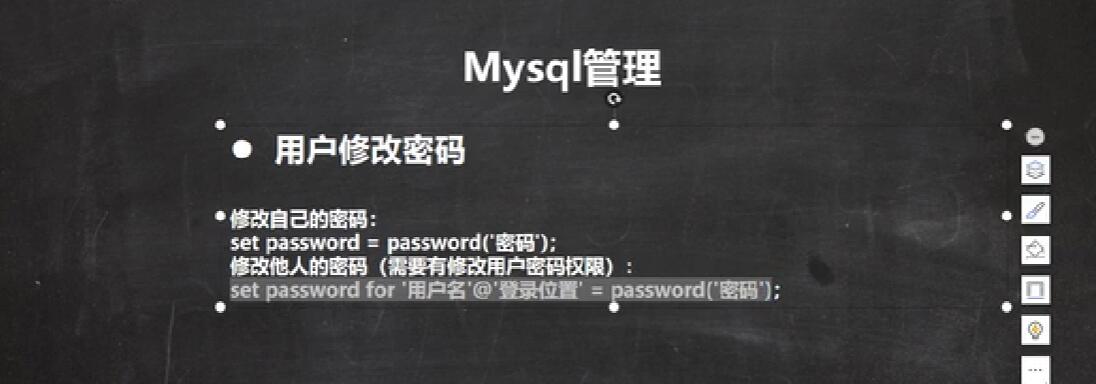 Mysql管理
● 用户修改密码
修改自己的密码：
set password = password('密码');
修改他人的密码（需要有修改用户密码权限）:
set password for '用户名'@'登录位置' = password('密码');